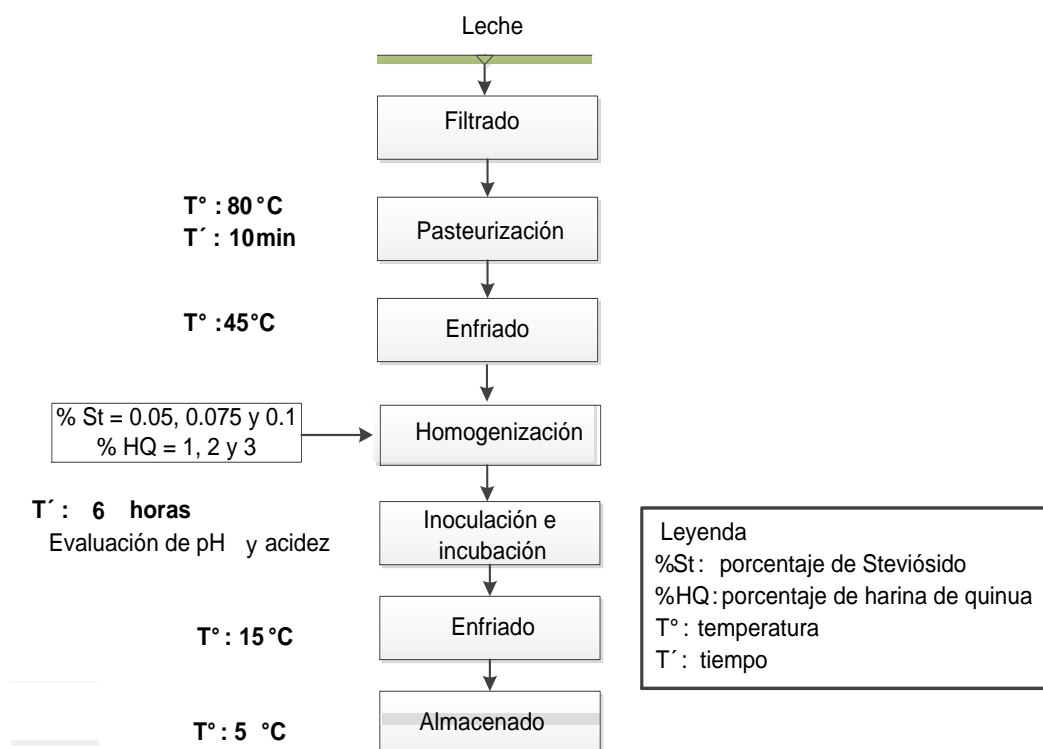 Leche
Filtrado
T° : 80 °C
T´ : 10min
Pasteurización
T° :45°C
Enfriado
% St = 0.05, 0.075 y 0.1
% HQ = 1, 2 y 3
Homogenización
T´ : 6 horas
Evaluación de pH y acidez
Inoculación e
incubación
Leyenda
%St : porcentaje de Steviósido
%HQ : porcentaje de harina de quinua
T° : temperatura
T´ : tiempo
T° : 15 °C
Enfriado
T° : 5 °C
Almacenado